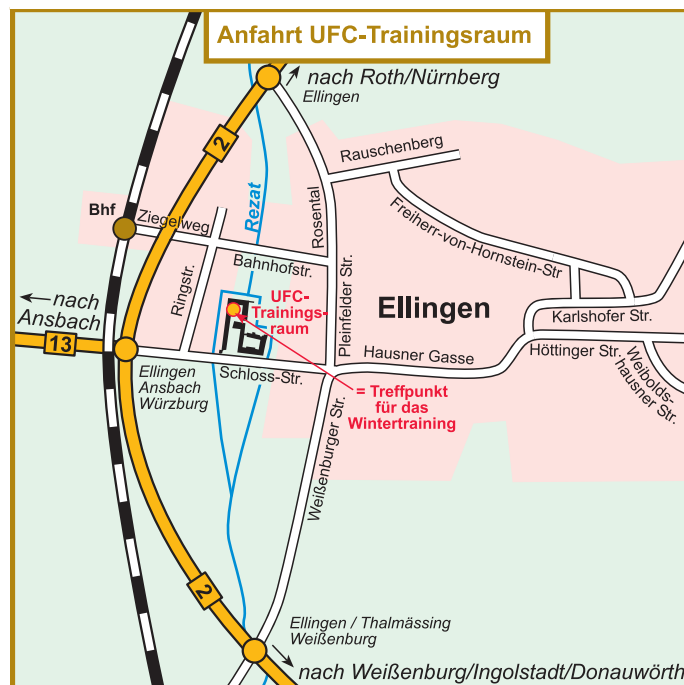 Anfahrt UFC-Trainingsraum
nach Roth/Nürnberg
Ellingen
2
Rauschenberg
Rezat
Rosental
Bhf
Ziegelweg
Freiherr-von-Hornstein-Str
Bahnhofstr.
Ringstr.
Pleinfelder Str.
UFC-
Trainings-
raum
Ellingen
nach
Ansbach
13
Karlshofer Str.
Hausner Gasse
Höttinger Str.
Weibolds-
hausner Str.
Ellingen
Ansbach
Würzburg
Schloss-Str.
= Treffpunkt
für das
Wintertraining
Weißenburger Str.
2
Ellingen / Thalmässing
Weißenburg
nach Weißenburg/Ingolstadt/Donauwörth